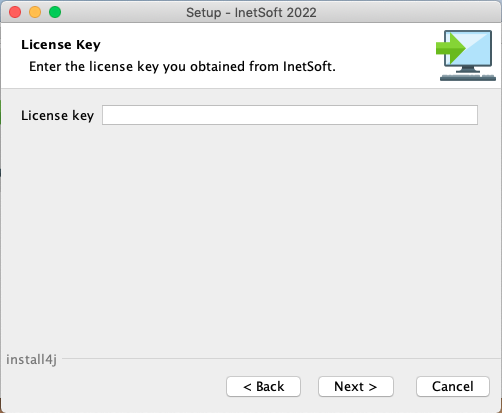 Setup - InetSoft 2022
License Key
Enter the license key you obtained from InetSoft.
License key
install4j
< Back Next > Cancel